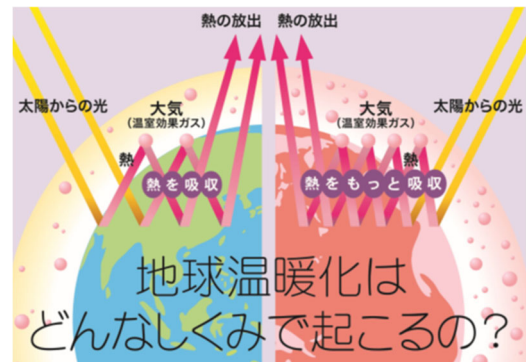 熱の放出 熱の放出
太陽からの光
大気
(温室効果ガス)
熱
熱を吸収
大気
(温室効果ガス)
太陽からの光
熱
熱をもっと吸収
地球温暖化は
どんなしくみで起こるの?